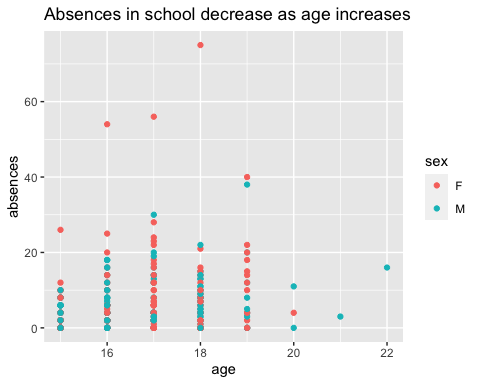 Absences in school decrease as age increases
absences
60
40
20
0
16
18
20
22
age
sex
F
M